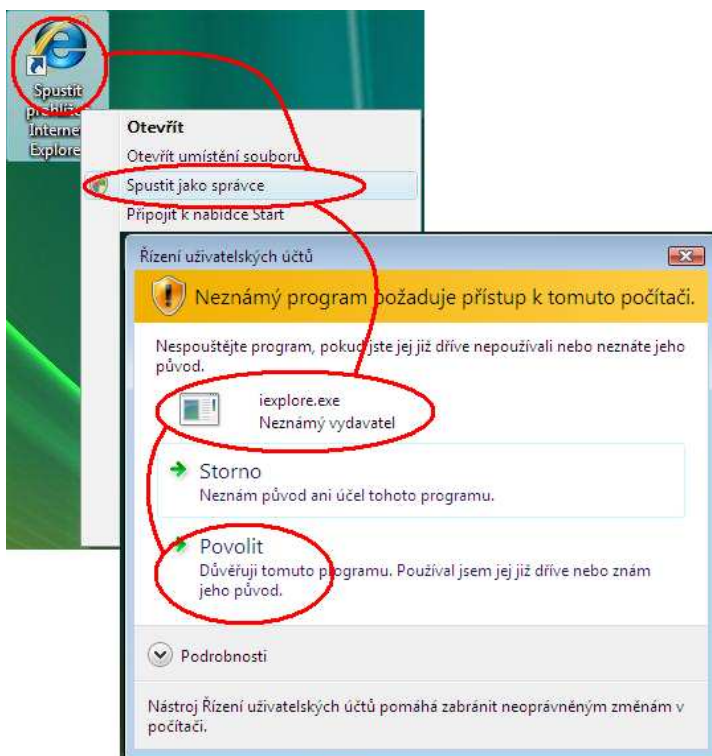 Spustit
prohlížeč
Internet
Explorer
Otevřít
Otevřít umístění souboru
Spustit jako správce
Připojit k nabídce Start
Řízení uživatelských účtů
Neznámý program požaduje přístup k tomuto počítači.
Nespouštějte program, pokud jste jej již dříve nepoužívali nebo neznáte jeho
původ.
iexplore.exe
Neznámý vydavatel
Storno
Neznám původ ani účel tohoto programu.
Povolit
Důvěřuji tomuto programu. Používal jsem jej již dříve nebo znám
jeho původ.
Podrobnosti
Nástroj Řízení uživatelských účtů pomáhá zabránit neoprávněným změnám v
počítači.